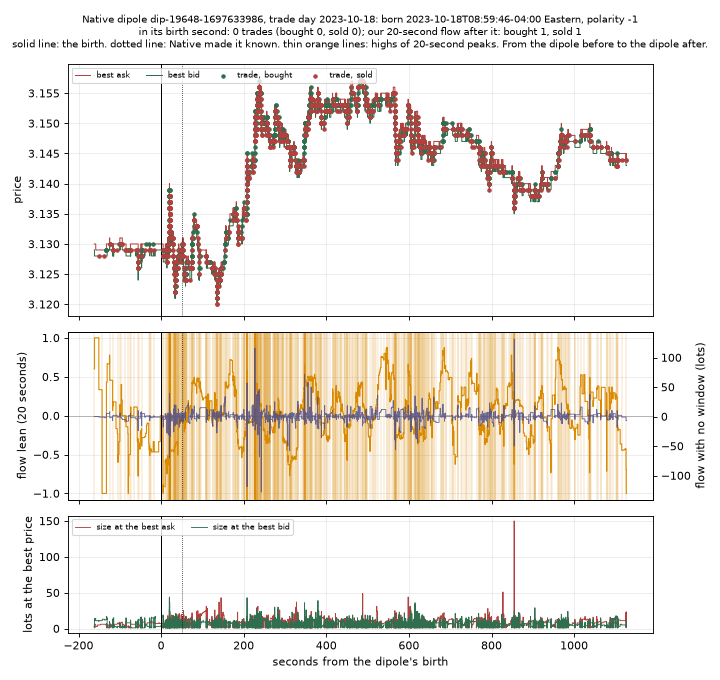 Native dipole dip-19648-1697633986, trade day 2023-10-18: born 2023-10-18T08:59:46-04:00 Eastern, polarity -1
in its birth second: 0 trades (bought 0, sold 0); our 20-second flow after it: bought 1, sold 1
solid line: the birth. dotted line: Native made it known. thin orange lines: highs of 20-second peaks. From the dipole before to the dipole after.
best ask best bid trade, bought trade, sold
3.155
3.150
3.145
3.140
3.135
3.130
3.125
3.120
price
1.0
0.5
0.0
−0.5
−1.0
flow lean (20 seconds)
100
50
0
−50
−100
flow with no window (lots)
size at the best ask size at the best bid
150
100
50
0
lots at the best price
−200 0 200 400 600 800 1000
seconds from the dipole's birth